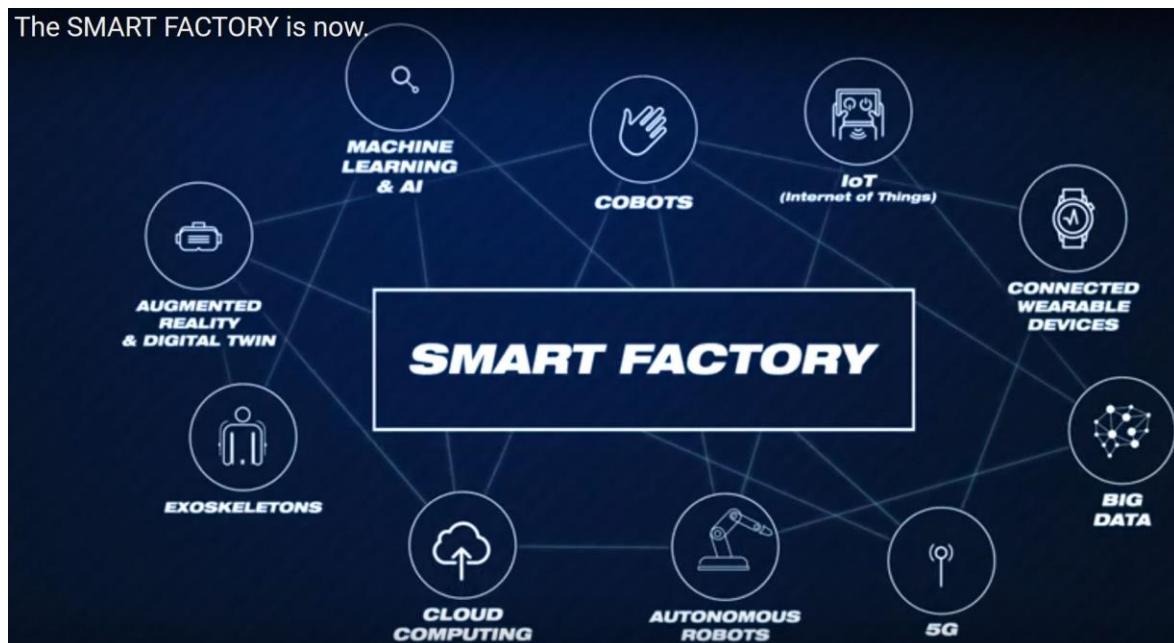 The SMART FACTORY is now.
MACHINE
LEARNING
& AI
COBOTS
IoT
(Internet of Things)
AUGMENTED
REALITY
& DIGITAL TWIN
CONNECTED
WEARABLE
DEVICES
SMART FACTORY
EXOSKELETONS
BIG
DATA
CLOUD
COMPUTING
AUTONOMOUS
ROBOTS
5G